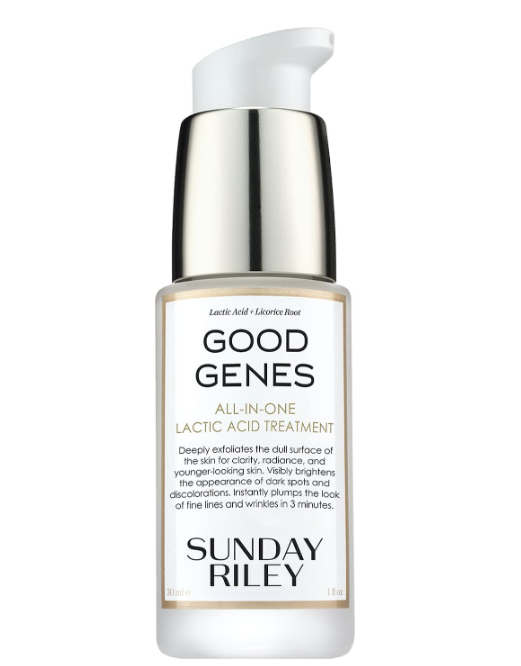 Lactic Acid + Licorice Root
GOOD
GENES
ALL-IN-ONE
LACTIC ACID TREATMENT
Deeply exfoliates the dull surface of
the skin for clarity, radiance, and
younger-looking skin. Visibly brightens
the appearance of dark spots and
discolorations. Instantly plumps the look
of fine lines and wrinkles in 3 minutes.
SUNDAY
RILEY
30 ml e 1 fl oz